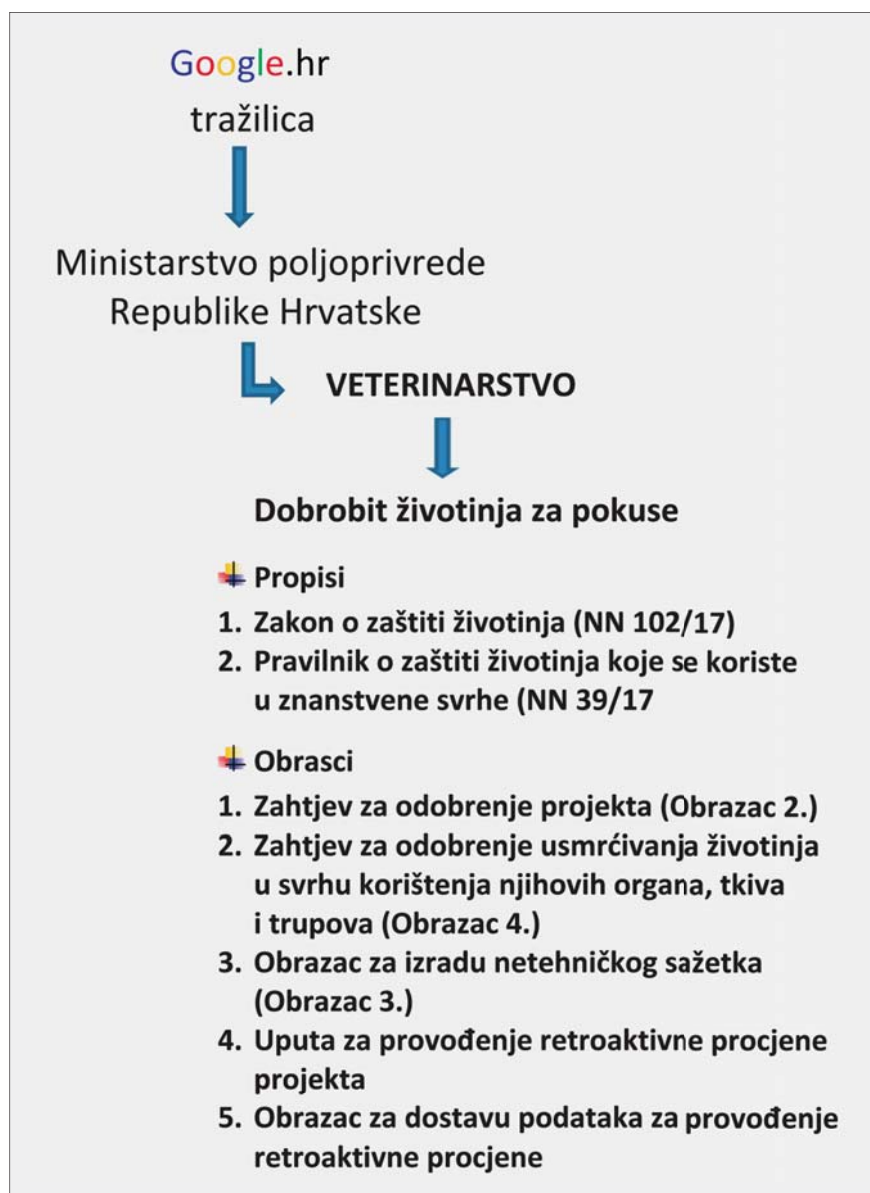 Google.hr
tražilica
Ministarstvo poljoprivrede
Republike Hrvatske
VETERINARSTVO
Dobrobit životinja za pokuse
Propisi
1. Zakon o zaštiti životinja (NN 102/17)
2. Pravilnik o zaštiti životinja koje se koriste
u znanstvene svrhe (NN 39/17
Obrasci
1. Zahtjev za odobrenje projekta (Obrazac 2.)
2. Zahtjev za odobrenje usmrćivanja životinja
u svrhu korištenja njihovih organa, tkiva
i trupova (Obrazac 4.)
3. Obrazac za izradu netehničkog sažetka
(Obrazac 3.)
4. Uputa za provođenje retroaktivne procjene
projekta
5. Obrazac za dostavu podataka za provođenje
retroaktivne procjene